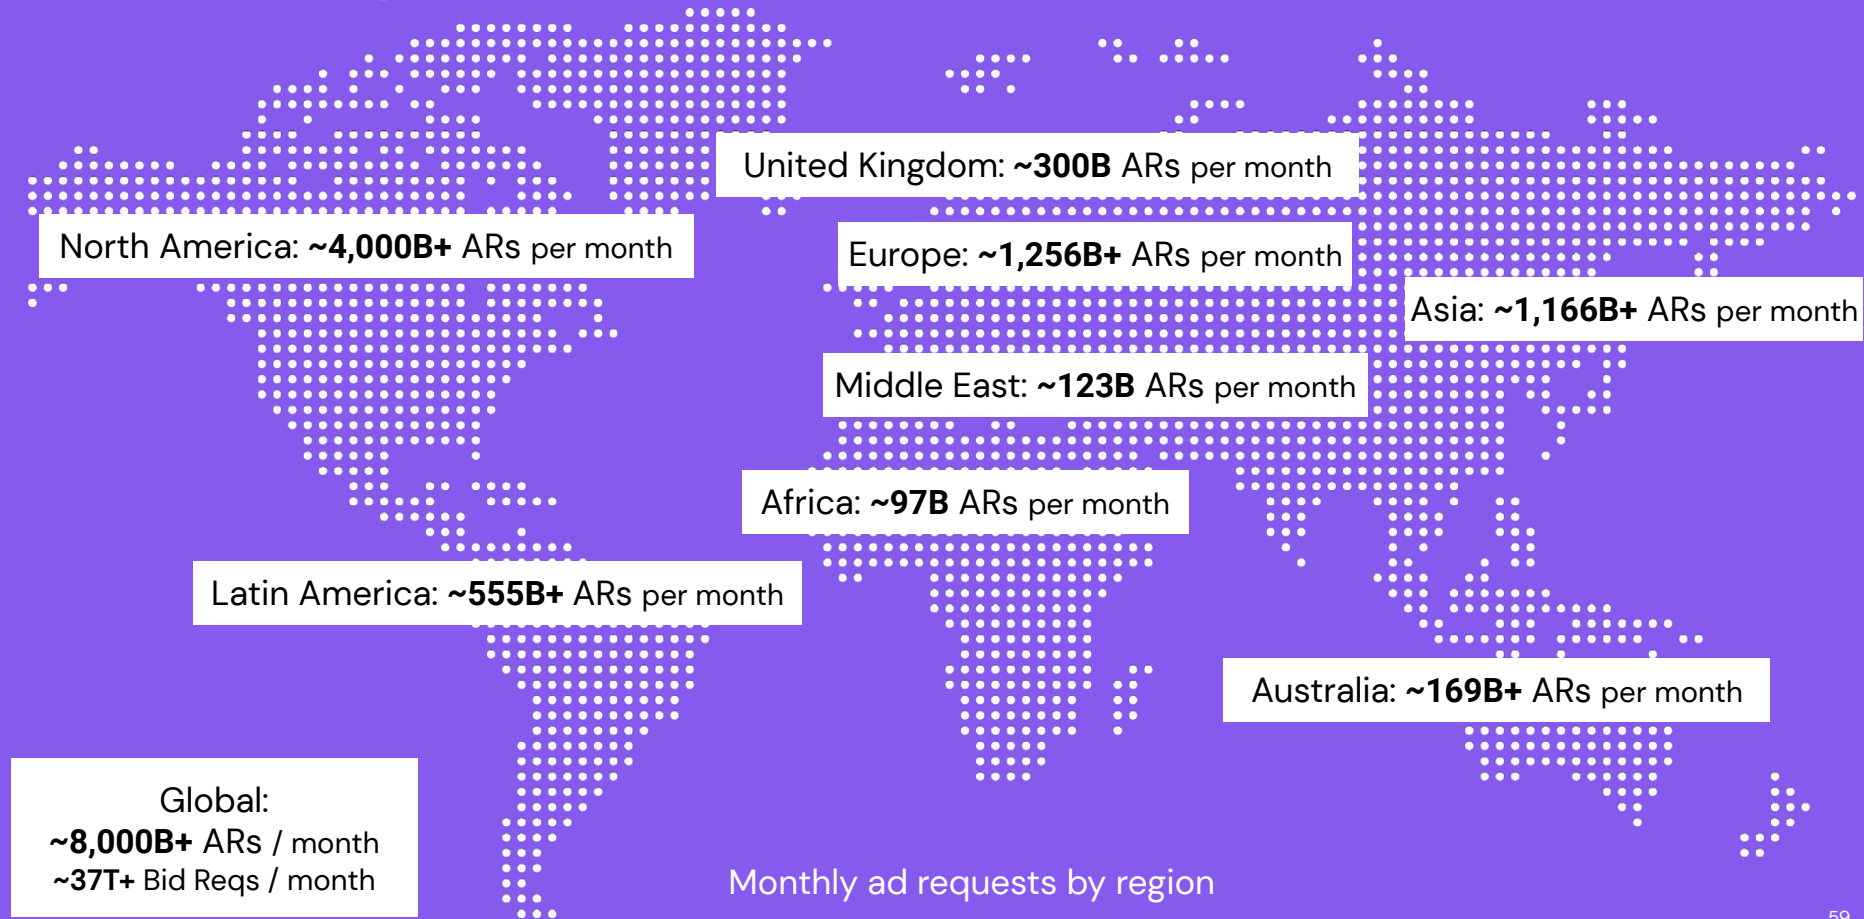 United Kingdom: ~300B ARs per month
North America: ~4,000B+ ARs per month
Europe: ~1,256B+ ARs per month
Asia: ~1,166B+ ARs per month
Middle East: ~123B ARs per month
Africa: ~97B ARs per month
Latin America: ~555B+ ARs per month
Australia: ~169B+ ARs per month
Global:
~8,000B+ ARs / month
~37T+ Bid Reqs / month
Monthly ad requests by region
59